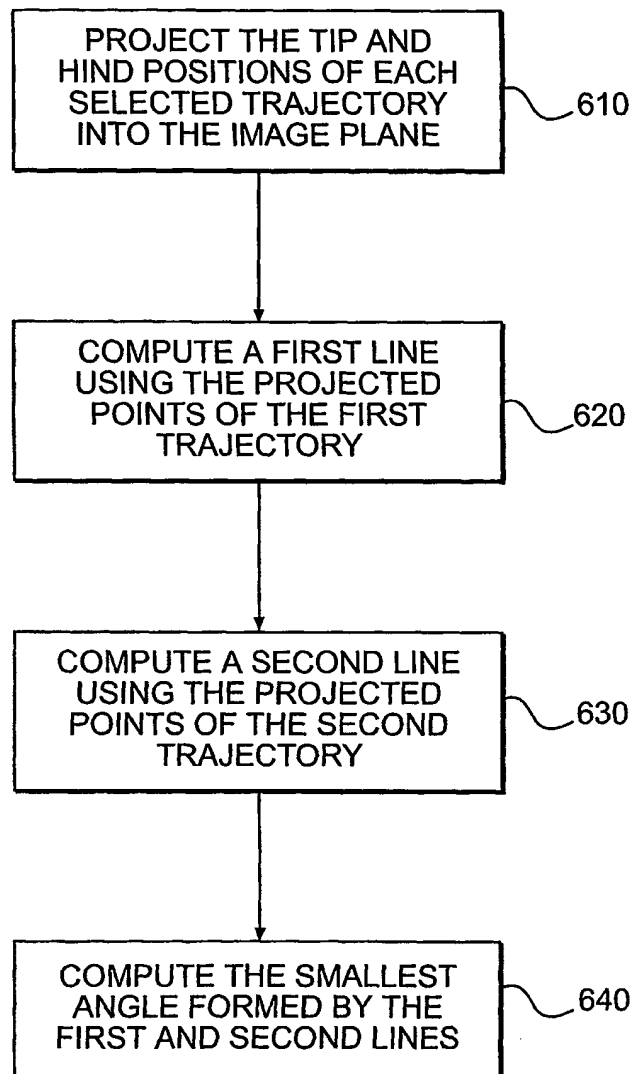 PROJECT THE TIP AND
HIND POSITIONS OF EACH
SELECTED TRAJECTORY
INTO THE IMAGE PLANE
610
COMPUTE A FIRST LINE
USING THE PROJECTED
POINTS OF THE FIRST
TRAJECTORY
620
COMPUTE A SECOND LINE
USING THE PROJECTED
POINTS OF THE SECOND
TRAJECTORY
630
COMPUTE THE SMALLEST
ANGLE FORMED BY THE
FIRST AND SECOND LINES
640